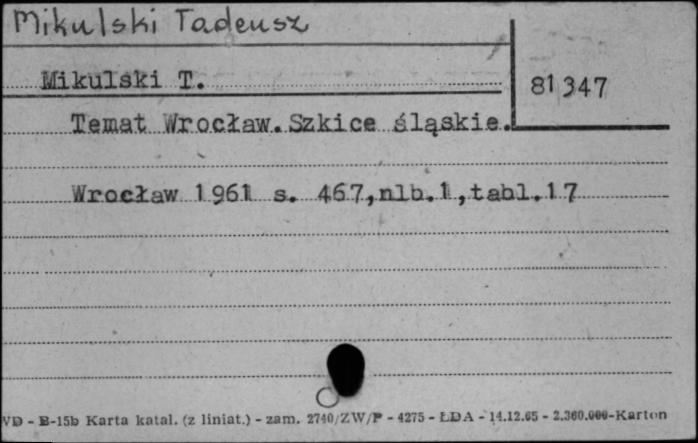 Mikulski Tadeusz
Mikulski T.
81347
Temat Wrocław. Szkice śląskie.
Wrocław 1961 s. 467,nlb.1,tabl.17
VD - B-15b Karta katal. (z liniat.) - zam. 2740/ZW/P - 4275 - ŁDA - 14.12.65 - 2.360.000-Karton